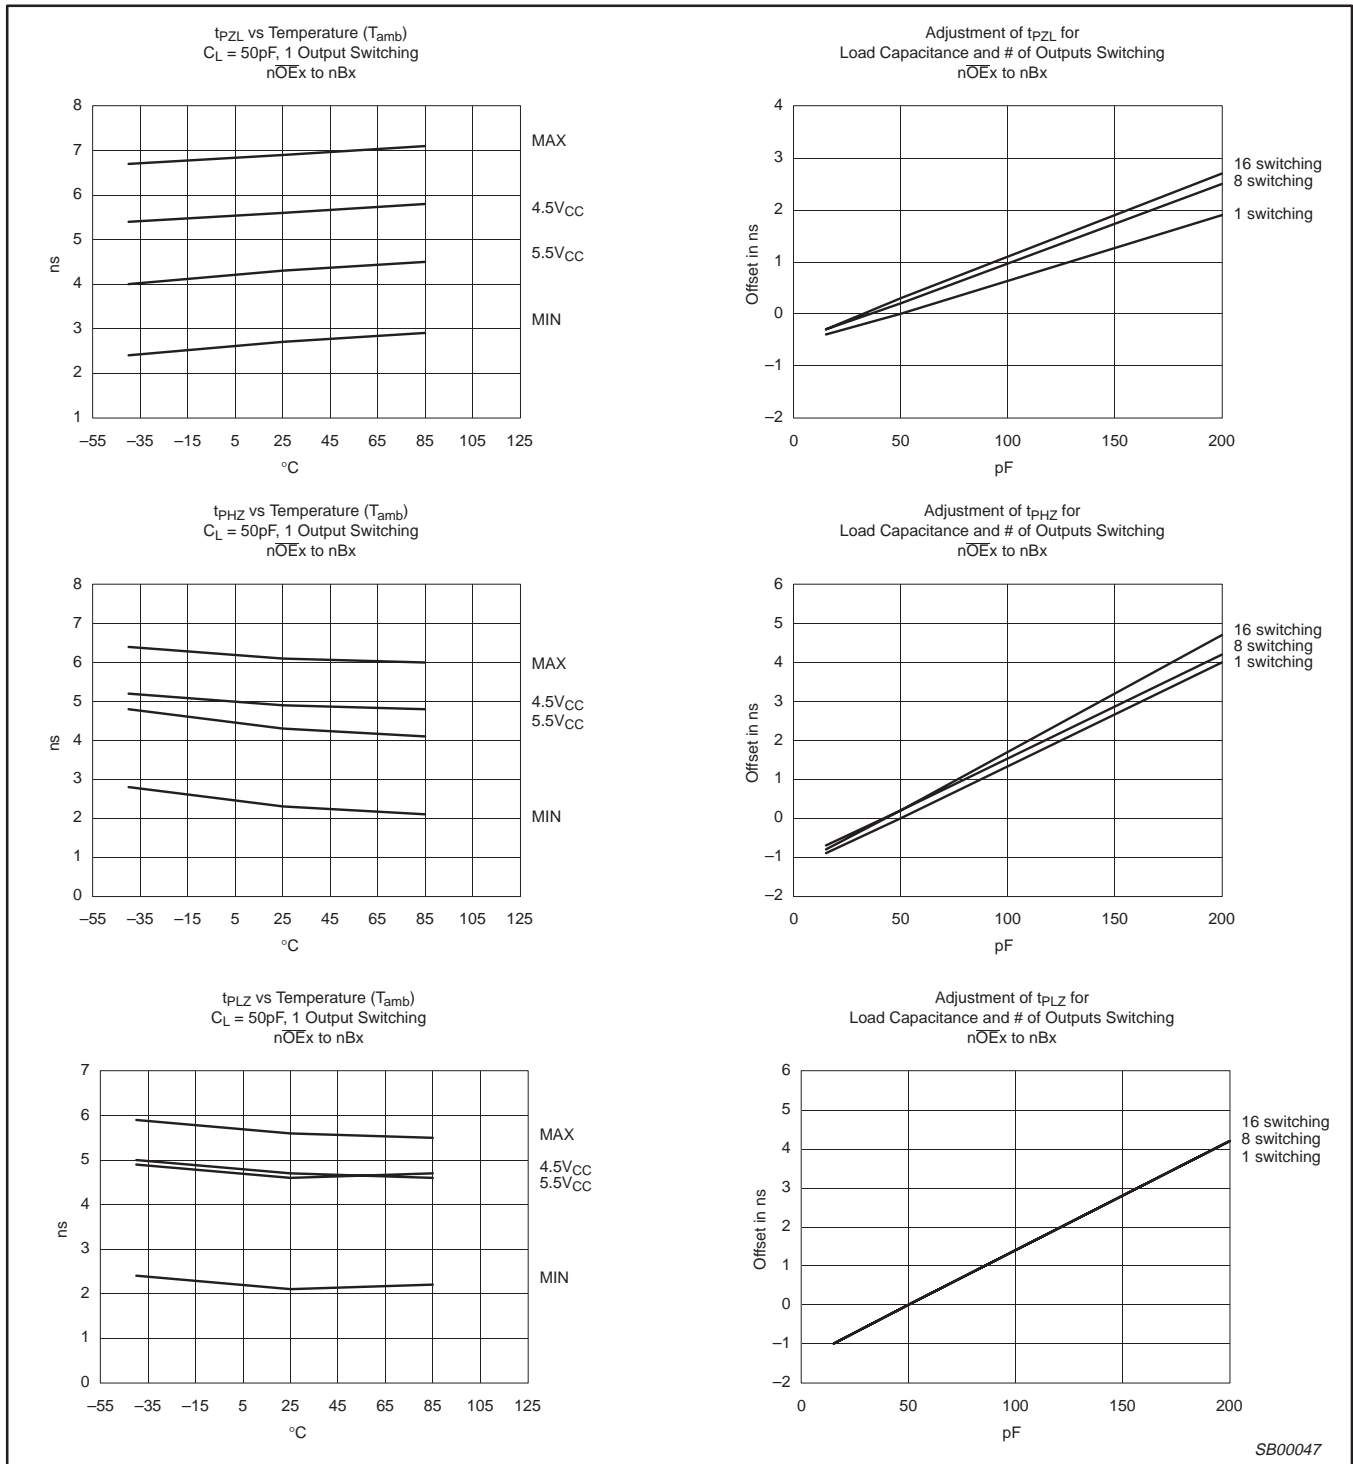 tPZL vs Temperature (Tamb)
CL = 50pF, 1 Output Switching
nOEx to nBx
8
7
6
5
4
3
2
1
ns
MAX
4.5VCC
5.5VCC
MIN
–55 –35 –15 5 25 45 65 85 105 125
°C
Adjustment of tPZL for
Load Capacitance and # of Outputs Switching
nOEx to nBx
4
3
2
1
0
–1
–2
Offset in ns
16 switching
8 switching
1 switching
0 50 100 150 200
pF
tPHZ vs Temperature (Tamb)
CL = 50pF, 1 Output Switching
nOEx to nBx
8
7
6
5
4
3
2
1
0
ns
MAX
4.5VCC
5.5VCC
MIN
–55 –35 –15 5 25 45 65 85 105 125
°C
Adjustment of tPHZ for
Load Capacitance and # of Outputs Switching
nOEx to nBx
6
5
4
3
2
1
0
–1
–2
Offset in ns
16 switching
8 switching
1 switching
0 50 100 150 200
pF
tPLZ vs Temperature (Tamb)
CL = 50pF, 1 Output Switching
nOEx to nBx
7
6
5
4
3
2
1
0
ns
MAX
4.5VCC
5.5VCC
MIN
–55 –35 –15 5 25 45 65 85 105 125
°C
Adjustment of tPLZ for
Load Capacitance and # of Outputs Switching
nOEx to nBx
6
5
4
3
2
1
0
–1
–2
Offset in ns
16 switching
8 switching
1 switching
0 50 100 150 200
pF
SB00047